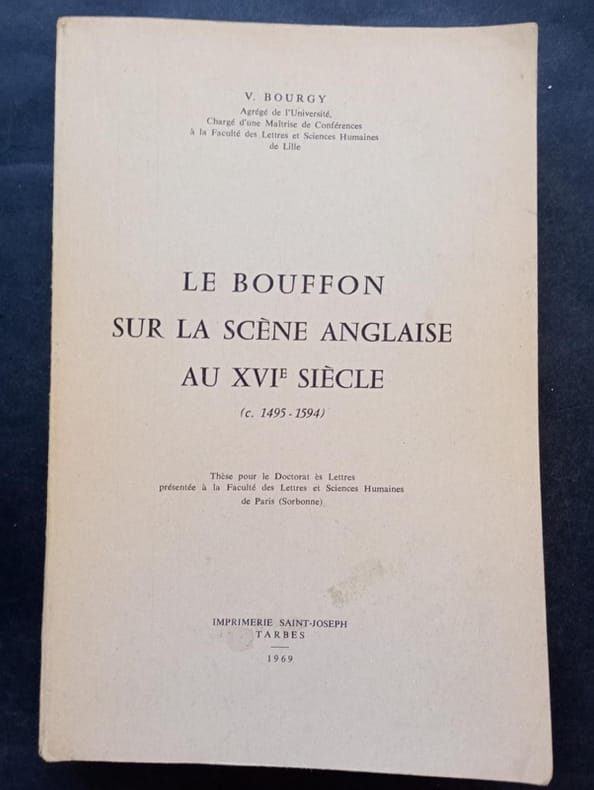 V. BOURGY
Agrégé de l'Université,
Chargé d'une Maîtrise de Conférences
à la Faculté des Lettres et Sciences Humaines
de Lille
LE BOUFFON
SUR LA SCÈNE ANGLAISE
AU XVIᴱ SIÈCLE
(c. 1495-1594)
Thèse pour le Doctorat ès Lettres
présentée à la Faculté des Lettres et Sciences Humaines
de Paris (Sorbonne)
IMPRIMERIE SAINT-JOSEPH
TARBES
1969